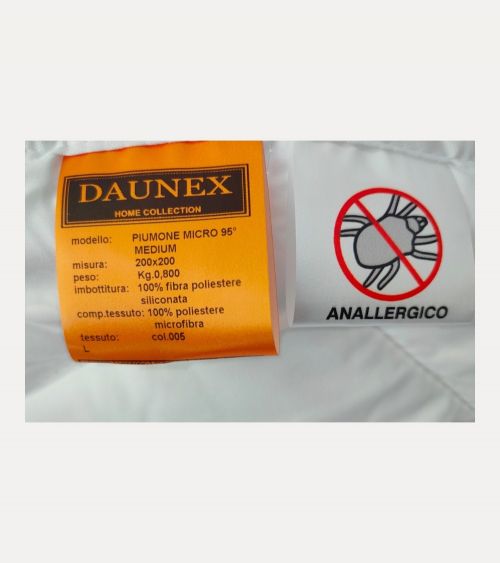 DAUNEX
HOME COLLECTION
modello: PIUMONE MICRO 95°
MEDIUM
misura: 200x200
peso: Kg.0,800
imbottitura: 100% fibra poliestere
siliconata
comp.tessuto: 100% poliestere
microfibra
tessuto: col.005
L
ANALLERGICO